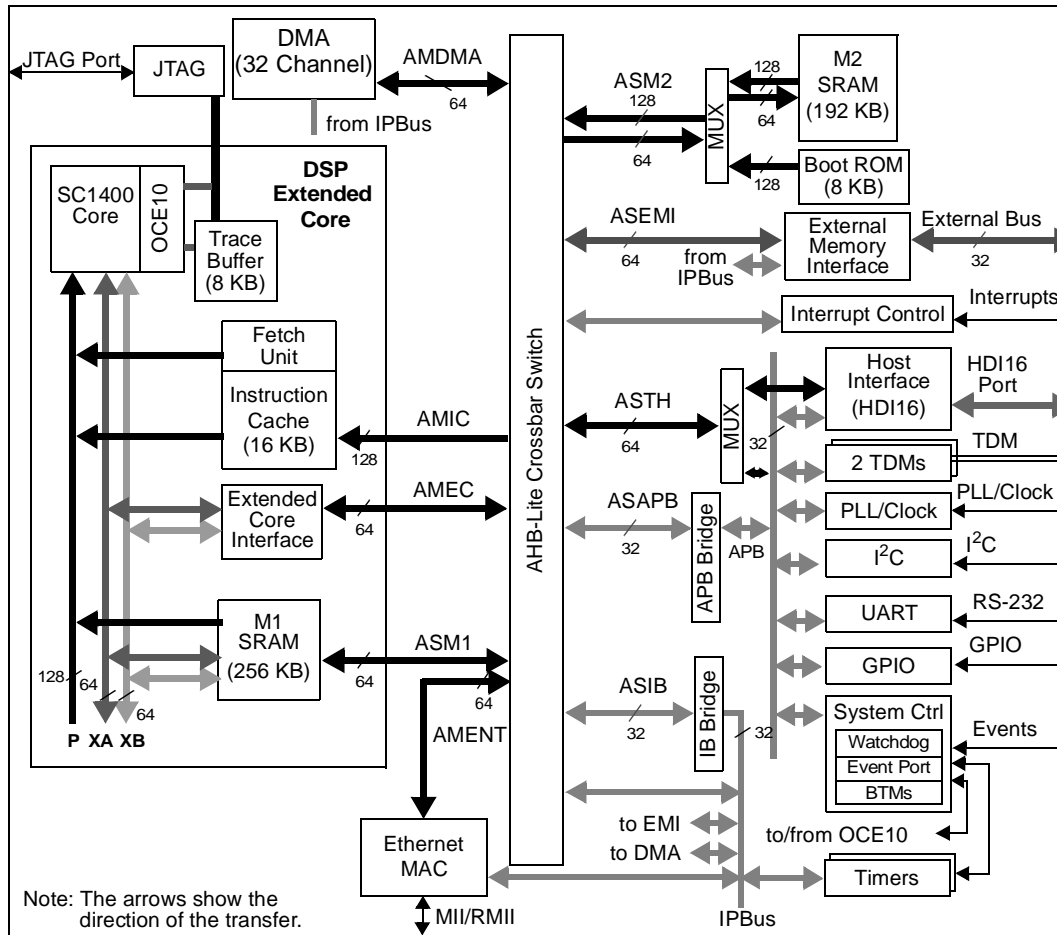 JTAG Port
JTAG
DMA
(32 Channel)
AMDMA
64
from IPBus
DSP
Extended
Core
SC1400
Core
OCE10
Trace
Buffer
(8 KB)
Fetch
Unit
Instruction
Cache
(16 KB)
AMIC
128
Extended
Core
Interface
AMEC
64
M1
SRAM
(256 KB)
ASM1
64
64
AMENT
128
64
64
P
XA
XB
Ethernet
MAC
MII/RMII
Note: The arrows show the
direction of the transfer.
AHB-Lite Crossbar Switch
ASM2
128
64
MUX
128
64
128
M2
SRAM
(192 KB)
Boot ROM
(8 KB)
ASEMI
64
from
IPBus
External
Memory
Interface
External Bus
32
Interrupt Control
Interrupts
ASTH
64
MUX
32
Host
Interface
(HDI16)
HDI16
Port
2 TDMs
TDM
ASAPB
32
APB Bridge
APB
PLL/Clock
PLL/Clock
I2C
I2C
UART
RS-232
GPIO
GPIO
ASIB
32
IB Bridge
32
System Ctrl
Watchdog
Event Port
BTMs
Events
to EMI
to DMA
to/from OCE10
Timers
IPBus